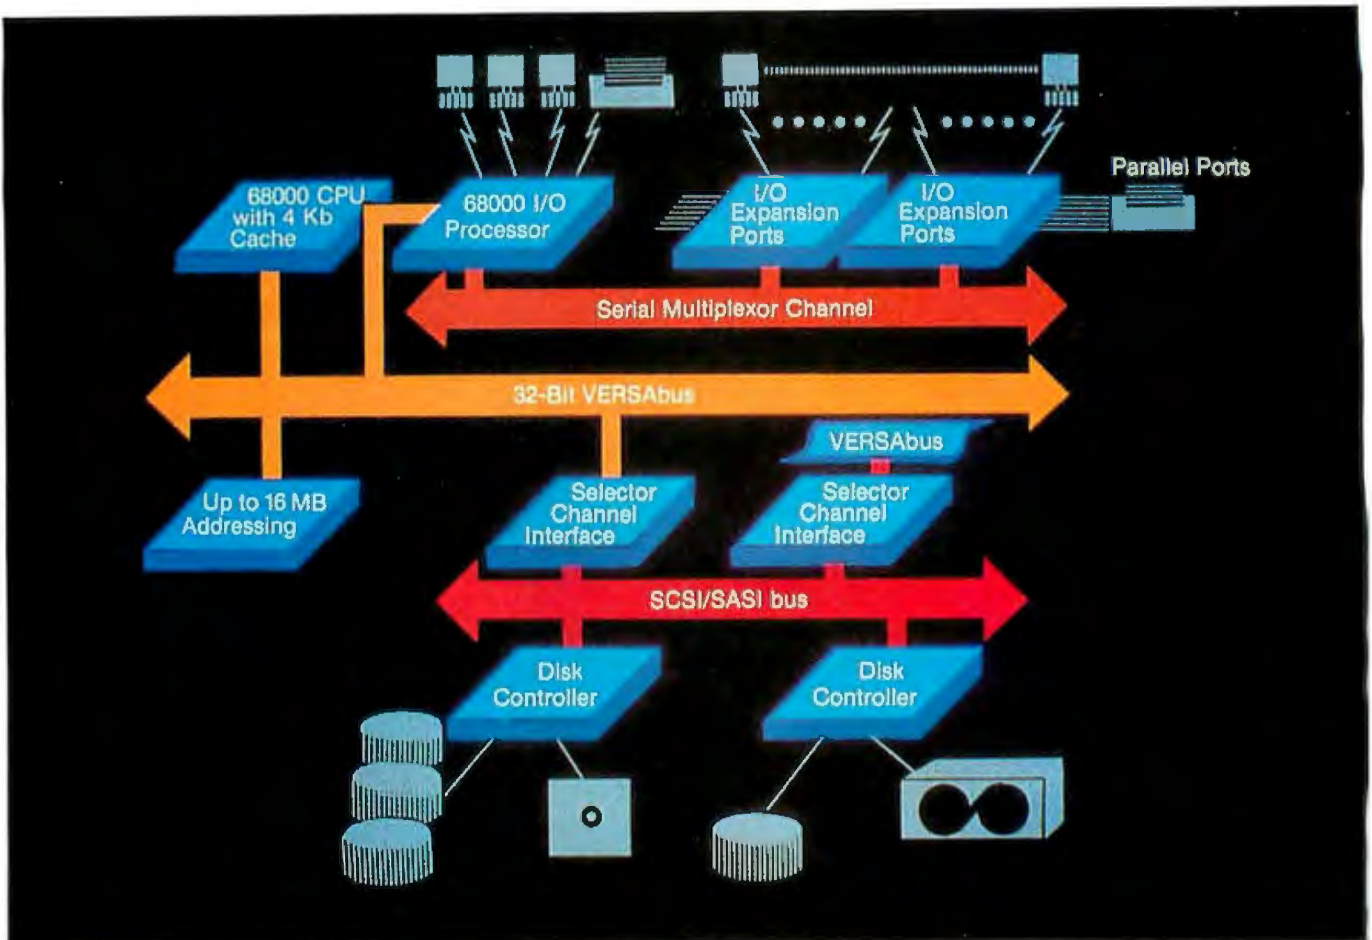 Parallel Ports
68000 CPU
with 4 Kb
Cache
68000 I/O
Processor
I/O
Expansion
Ports
I/O
Expansion
Ports
Serial Multiplexor Channel
32-Bit VERSAbus
VERSAbus
Up to 16 MB
Addressing
Selector
Channel
Interface
Selector
Channel
Interface
SCSI/SASI bus
Disk
Controller
Disk
Controller